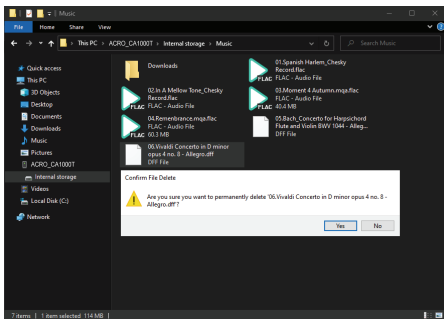 Music
File Home Share View
This PC > ACRO_CA1000T > Internal storage > Music
Search Music
Quick access
This PC
3D Objects
Desktop
Documents
Downloads
Music
Pictures
ACRO_CA1000T
Internal storage
Videos
Local Disk (C:)
Network
Downloads
01.Spanish Harlem_Chesky
Record.flac
FLAC - Audio File
FLAC
02.In A Mellow Tone_Chesky
Record.flac
FLAC - Audio File
FLAC
03.Moment 4 Autumn.mqa.flac
FLAC - Audio File
40.4 MB
FLAC
04.Remenbrance.mqa.flac
FLAC - Audio File
60.3 MB
FLAC
05.Bach_Concerto for Harpsichord
Flute and Violin BWV 1044 - Alleg...
DFF File
06.Vivaldi Concerto in D minor
opus 4 no. 8 - Allegro.dff
DFF File
Confirm File Delete
Are you sure you want to permanently delete '06.Vivaldi Concerto in D minor opus 4 no. 8 -
Allegro.dff'?
Yes No
7 items 1 item selected 114 MB